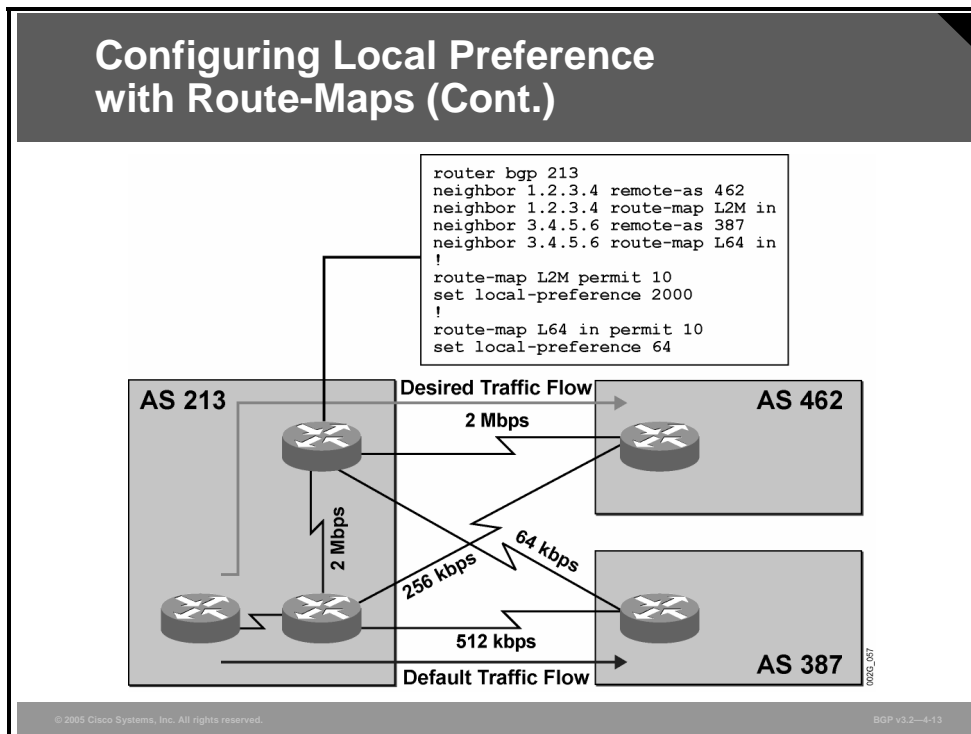 Configuring Local Preference
with Route-Maps (Cont.)
router bgp 213
neighbor 1.2.3.4 remote-as 462
neighbor 1.2.3.4 route-map L2M in
neighbor 3.4.5.6 remote-as 387
neighbor 3.4.5.6 route-map L64 in
!
route-map L2M permit 10
set local-preference 2000
!
route-map L64 in permit 10
set local-preference 64
AS 213
Desired Traffic Flow
AS 462
2 Mbps
2 Mbps
64 kbps
256 kbps
512 kbps
Default Traffic Flow
AS 387
002G_057
© 2005 Cisco Systems, Inc. All rights reserved.
BGP v3.2—4-13